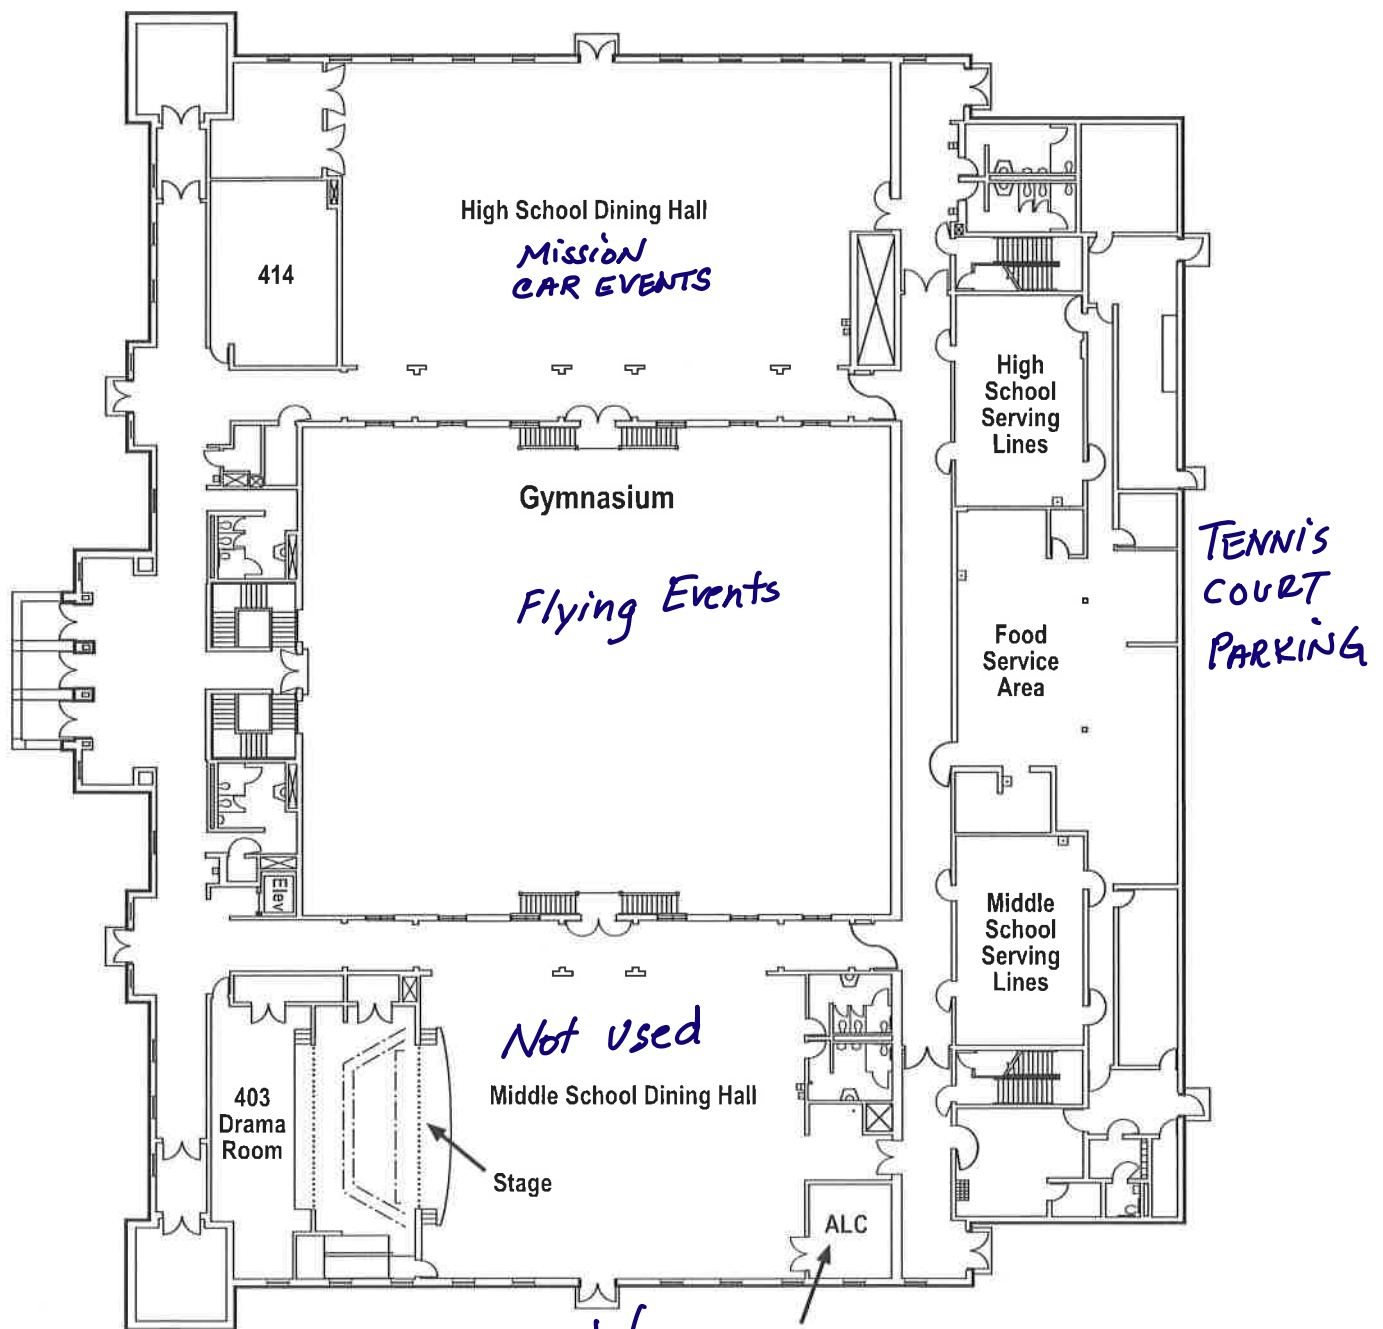 High School Dining Hall
Mission
CAR EVENTS
414
High
School
Serving
Lines
Gymnasium
Flying Events
TENNIS
COURT
PARKING
Food
Service
Area
Elev
Middle
School
Serving
Lines
Not Used
Middle School Dining Hall
403
Drama
Room
Stage
ALC